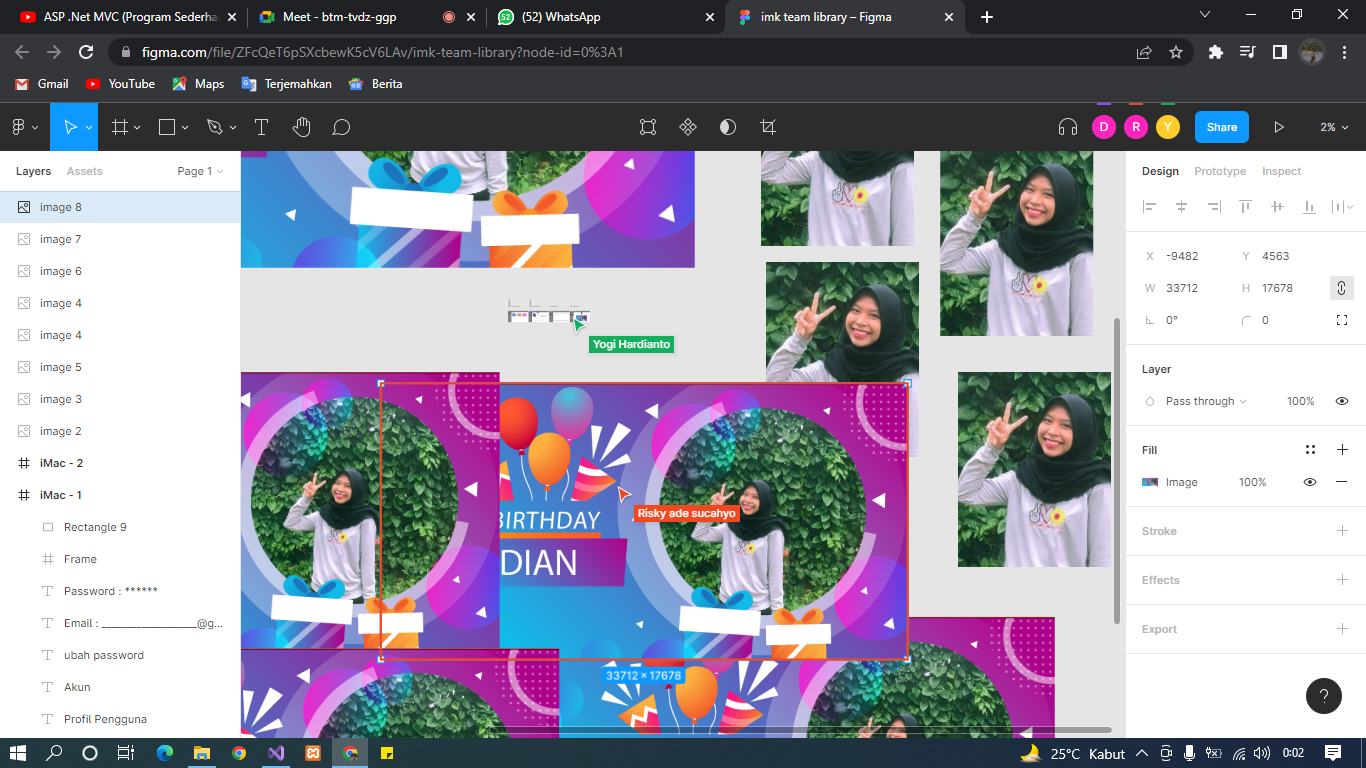 ASP .Net MVC (Program Sederha
Meet - btm-tvdz-ggp
(52) WhatsApp
imk team library – Figma
figma.com/file/ZFcQeT6pSXcbewK5cV6LAv/imk-team-library?node-id=0%3A1
Gmail
YouTube
Maps
Terjemahkan
Berita
D
R
Y
Share
2%
Layers
Assets
Page 1
image 8
image 7
image 6
image 4
image 4
image 5
image 3
image 2
iMac - 2
iMac - 1
Rectangle 9
Frame
Password : ******
Email : ___________________@g...
ubah password
Akun
Profil Pengguna
i...
i...
...
...
Yogi Hardianto
BIRTHDAY
DIAN
Risky ade sucahyo
33712 × 17678
Design
Prototype
Inspect
X -9482
Y 4563
W 33712
H 17678
0°
0
Layer
Pass through
100%
Fill
Image
100%
Stroke
Effects
Export
?
25°C Kabut
0:02